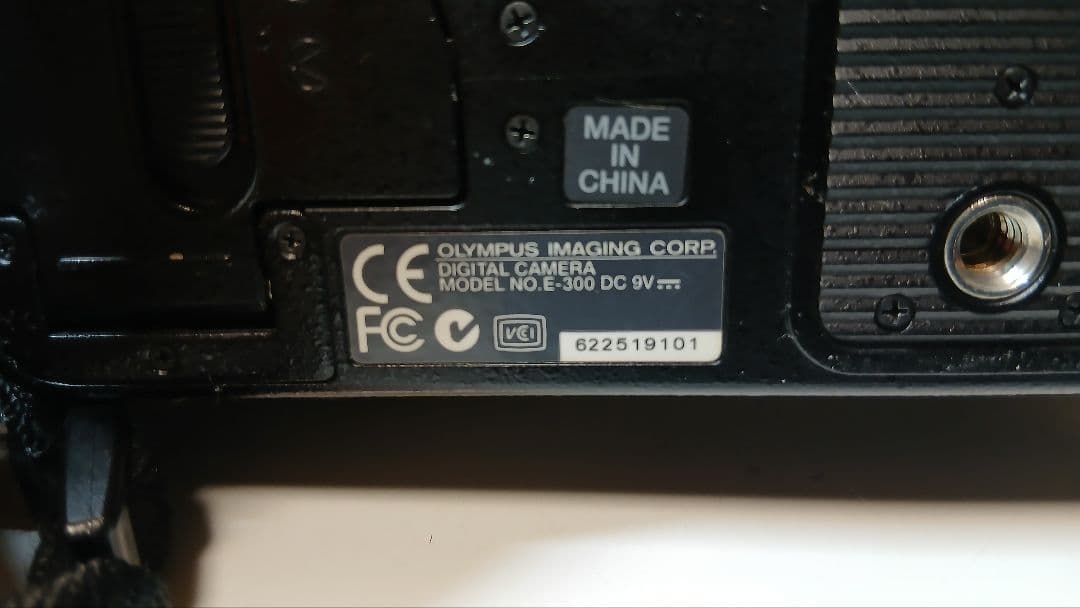 MADE
IN
CHINA
CE OLYMPUS IMAGING CORP.
DIGITAL CAMERA
MODEL NO.E-300 DC 9V⎓
FC
VCI
622519101